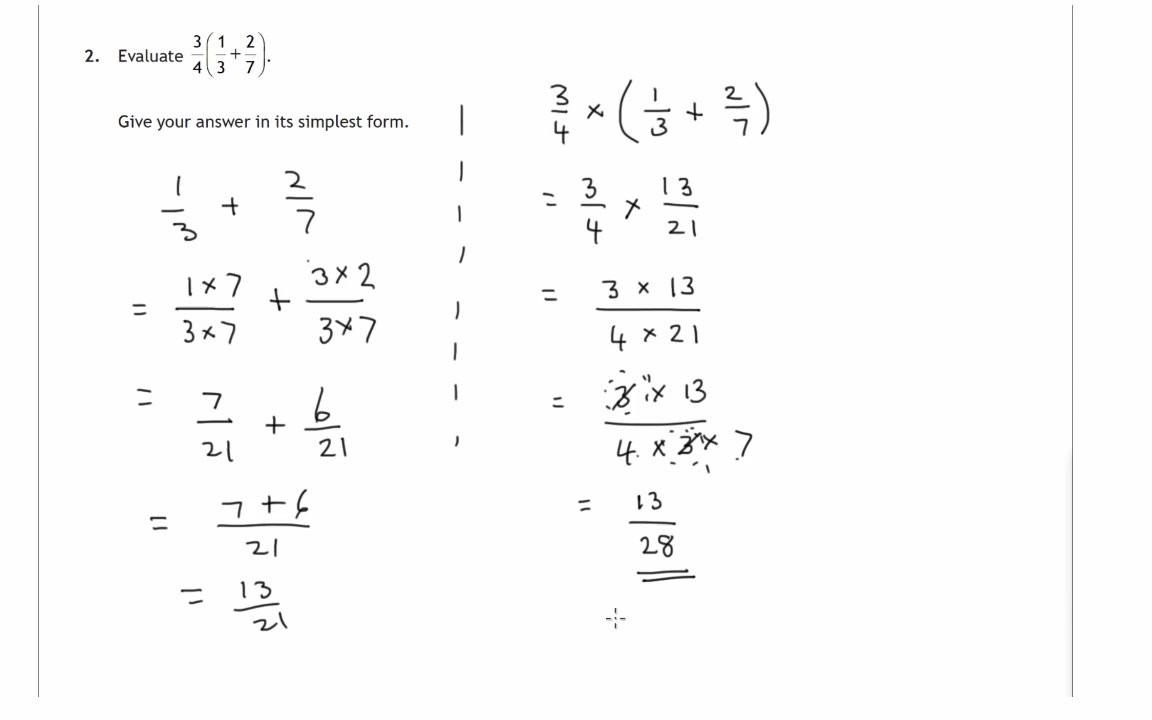 2. Evaluate 3/4(1/3 + 2/7).
Give your answer in its simplest form.
1/3 + 2/7
= 1×7/3×7 + 3×2/3×7
= 7/21 + 6/21
= 7+6/21
= 13/21
3/4 × (1/3 + 2/7)
= 3/4 × 13/21
= 3 × 13/4 × 21
= 3 × 13/4 × 3 × 7
= 13/28